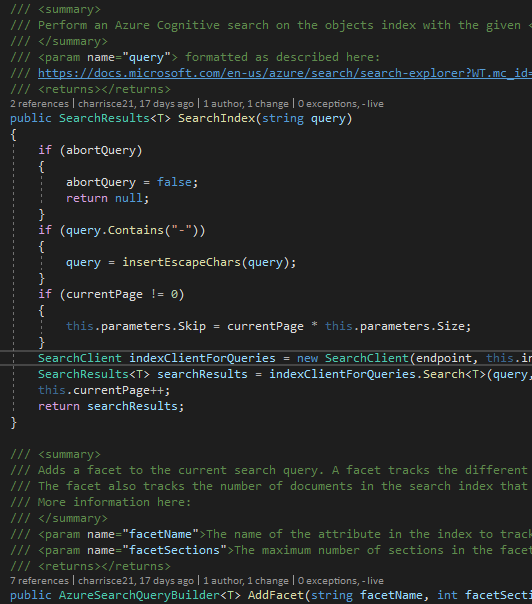 /// <summary>
/// Perform an Azure Cognitive search on the objects index with the given <
/// </summary>
/// <param name="query"> formatted as described here:
/// https://docs.microsoft.com/en-us/azure/search/search-explorer?WT.mc_id=
/// <returns></returns>
2 references | charrisce21, 17 days ago | 1 author, 1 change | 0 exceptions, - live
public SearchResults<T> SearchIndex(string query)
{
if (abortQuery)
{
abortQuery = false;
return null;
}
if (query.Contains("-"))
{
query = insertEscapeChars(query);
}
if (currentPage != 0)
{
this.parameters.Skip = currentPage * this.parameters.Size;
}
SearchClient indexClientForQueries = new SearchClient(endpoint, this.in
SearchResults<T> searchResults = indexClientForQueries.Search<T>(query,
this.currentPage++;
return searchResults;
}
/// <summary>
/// Adds a facet to the current search query. A facet tracks the different
/// The facet also tracks the number of documents in the search index that
/// More information here:
/// </summary>
/// <param name="facetName">The name of the attribute in the index to track
/// <param name="facetSections">The maximum number of sections in the facet
/// <returns></returns>
7 references | charrisce21, 17 days ago | 1 author, 1 change | 0 exceptions, - live
public AzureSearchQueryBuilder<T> AddFacet(string facetName, int facetSecti